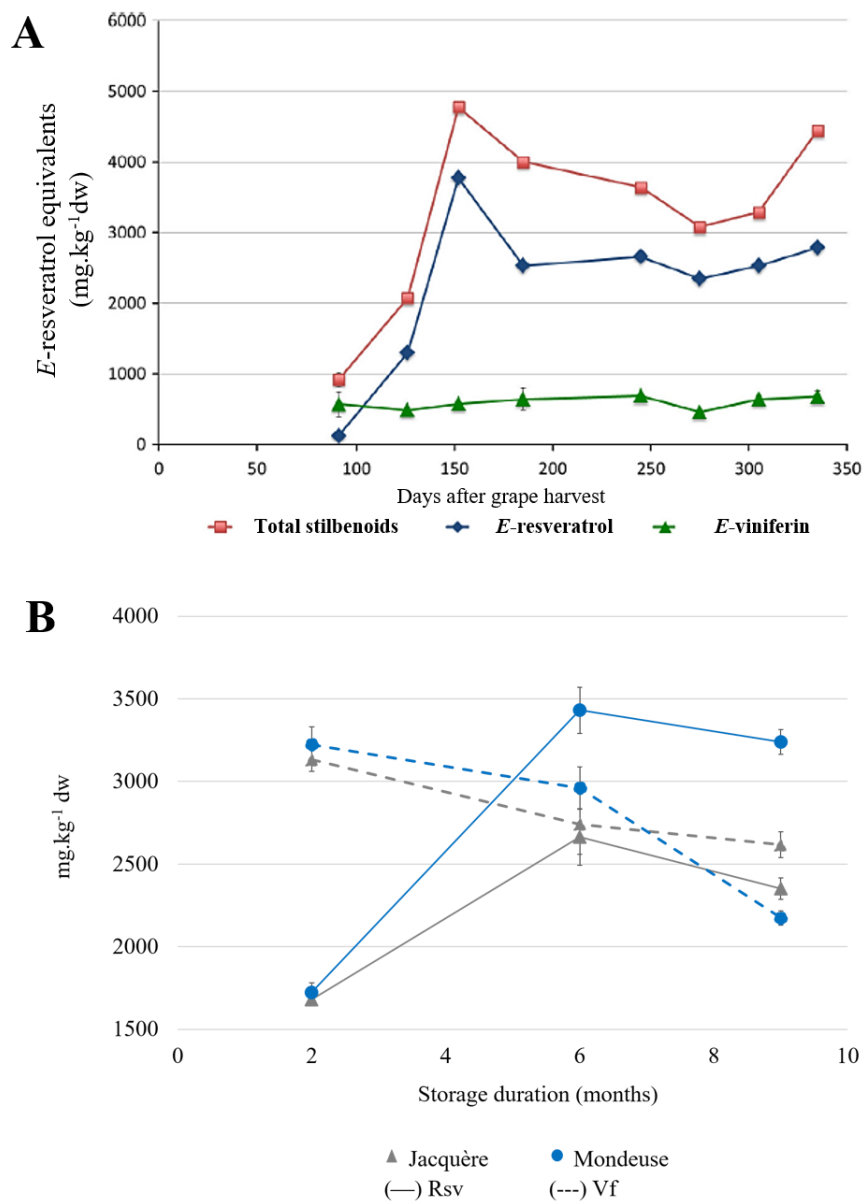 A
6000
5000
4000
3000
2000
1000
0
E-resveratrol equivalents
(mg.kg⁻¹dw)
0 50 100 150 200 250 300 350
Days after grape harvest
Total stilbenoids E-resveratrol E-viniferin
B
4000
3500
3000
2500
2000
1500
mg.kg⁻¹ dw
0 2 4 6 8 10
Storage duration (months)
Jacquère Mondeuse
(—) Rsv (---) Vf